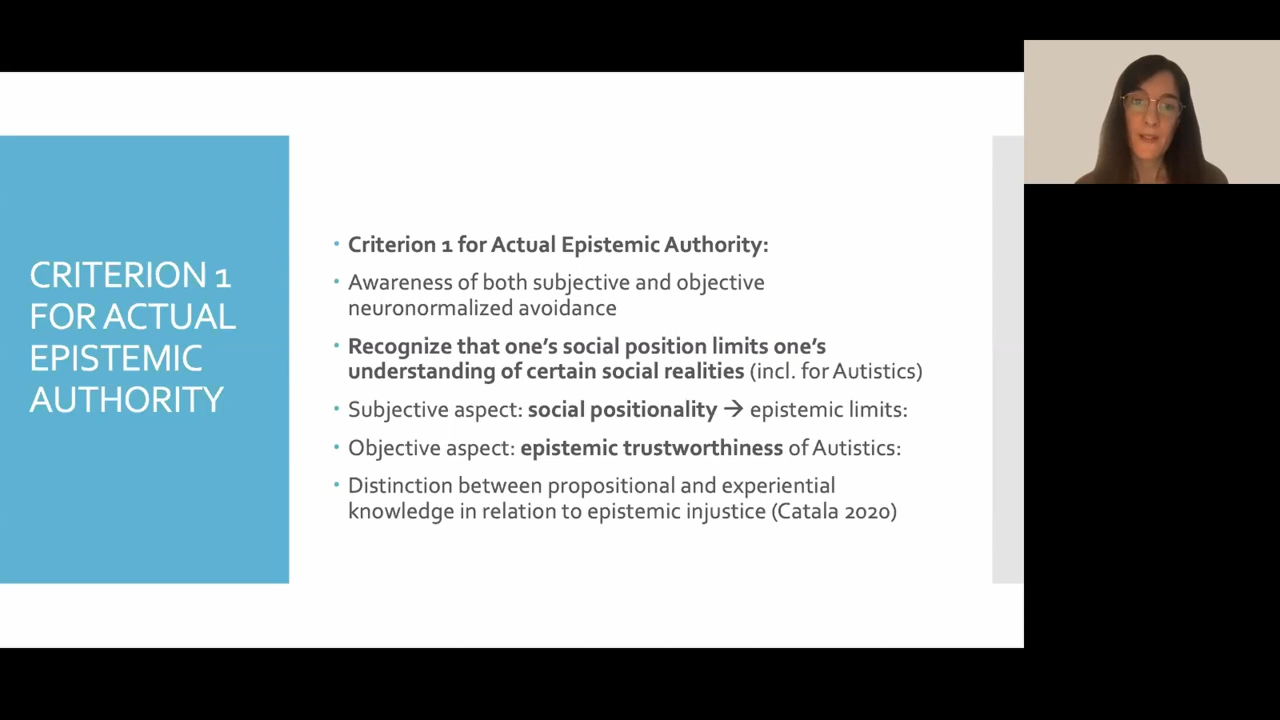 CRITERION 1
FOR ACTUAL
EPISTEMIC
AUTHORITY
• Criterion 1 for Actual Epistemic Authority:
• Awareness of both subjective and objective
neuronormalized avoidance
• Recognize that one’s social position limits one’s
understanding of certain social realities (incl. for Autistics)
• Subjective aspect: social positionality → epistemic limits:
• Objective aspect: epistemic trustworthiness of Autistics:
• Distinction between propositional and experiential
knowledge in relation to epistemic injustice (Catala 2020)